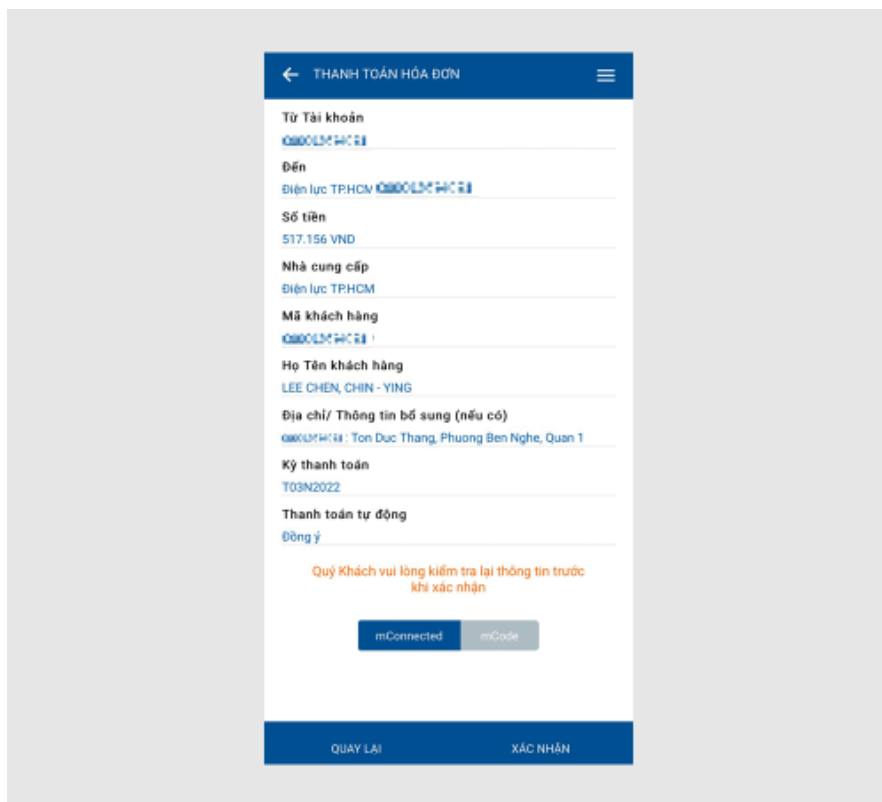 THANH TOÁN HÓA ĐƠN
Từ Tài khoản
Đến
Điện lực TP.HCM
Số tiền
517.156 VND
Nhà cung cấp
Điện lực TP.HCM
Mã khách hàng
Họ Tên khách hàng
LEE CHEN, CHIN - YING
Địa chỉ/ Thông tin bổ sung (nếu có)
: Ton Duc Thang, Phuong Ben Nghe, Quan 1
Kỳ thanh toán
T03N2022
Thanh toán tự động
Đồng ý
Quý Khách vui lòng kiểm tra lại thông tin trước
khi xác nhận
mConnected mCode
QUAY LẠI XÁC NHẬN